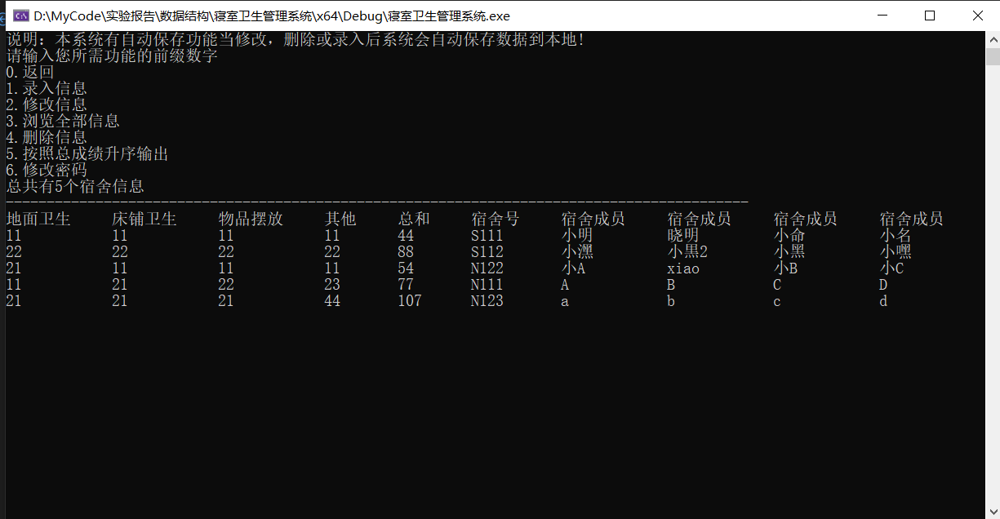 D:\MyCode\实验报告\数据结构\寝室卫生管理系统\x64\Debug\寝室卫生管理系统.exe
说明：本系统有自动保存功能当修改，删除或录入后系统会自动保存数据到本地！
请输入您所需功能的前缀数字
0.返回
1.录入信息
2.修改信息
3.浏览全部信息
4.删除信息
5.按照总成绩升序输出
6.修改密码
总共有5个宿舍信息
-------------------------------------------------------------------------------------------
地面卫生 床铺卫生 物品摆放 其他 总和 宿舍号 宿舍成员 宿舍成员 宿舍成员 宿舍成员
11 11 11 11 44 S111 小明 晓明 小命 小名
22 22 22 22 88 S112 小潶 小黒2 小黑 小嘿
21 11 11 11 54 N122 小A xiao 小B 小C
11 21 22 23 77 N111 A B C D
21 21 21 44 107 N123 a b c d